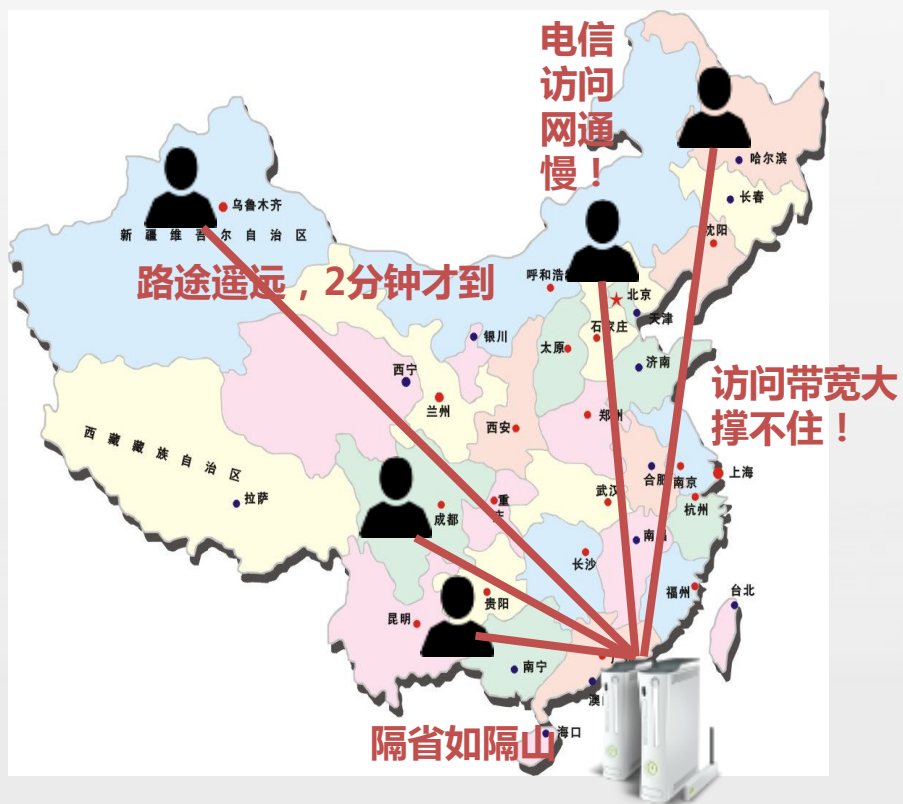 电信
访问
网通
慢！
哈尔滨
长春
沈阳
乌鲁木齐
新疆维吾尔自治区
路途遥远，2分钟才到
呼和浩
北京
天津
石家庄
银川
太原
济南
西宁
兰州
访问带宽大
撑不住！
郑州
西安
西藏藏族自治区
拉萨
成都
重
武汉
合肥
南京
上海
杭州
南昌
长沙
福州
台北
贵阳
昆明
南宁
广
澳
隔省如隔山
海口